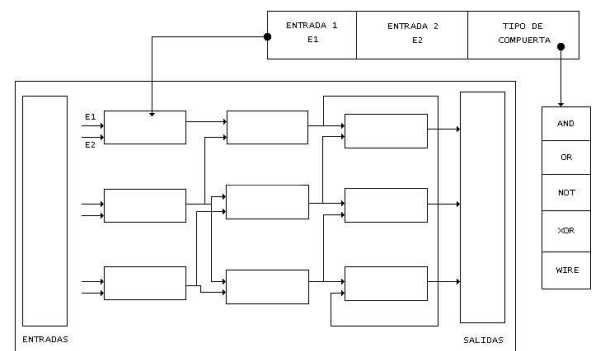 ENTRADA 1
E1
ENTRADA 2
E2
TIPO DE
COMPUERTA
E1
E2
AND
OR
NOT
XOR
WIRE
ENTRADAS
SALIDAS